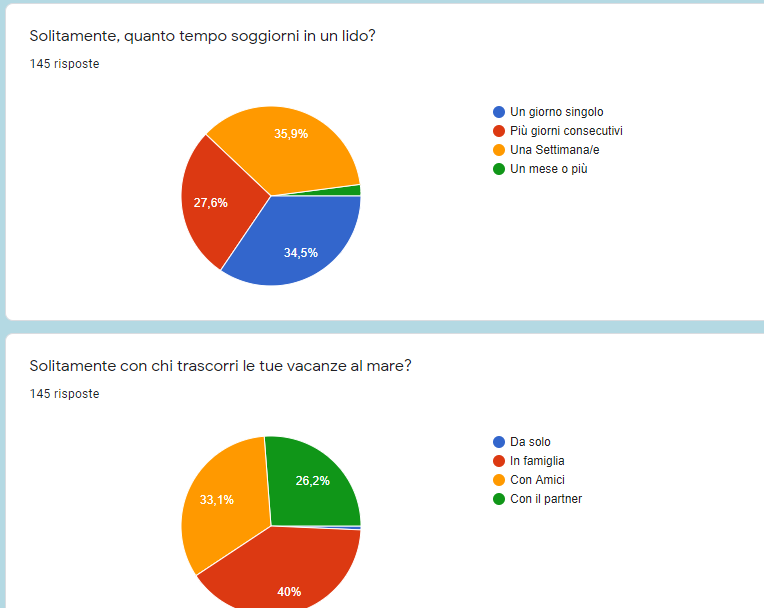 Solitamente, quanto tempo soggiorni in un lido?
145 risposte
35,9%
27,6%
34,5%
Un giorno singolo
Più giorni consecutivi
Una Settimana/e
Un mese o più
Solitamente con chi trascorri le tue vacanze al mare?
145 risposte
26,2%
33,1%
40%
Da solo
In famiglia
Con Amici
Con il partner